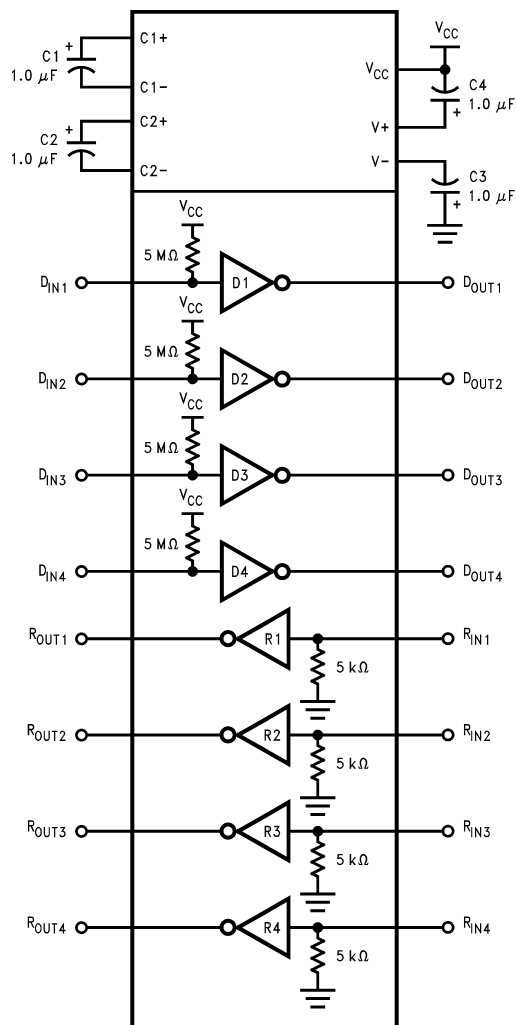 C1 +
1.0 µF
C1+
C1−
C2 +
1.0 µF
C2+
C2−
VCC
VCC
C4
1.0 µF
+
V+
V−
C3
1.0 µF
+
VCC
5 MΩ
DIN1
D1
DOUT1
VCC
5 MΩ
DIN2
D2
DOUT2
VCC
5 MΩ
DIN3
D3
DOUT3
VCC
5 MΩ
DIN4
D4
DOUT4
ROUT1
R1
RIN1
5 kΩ
ROUT2
R2
RIN2
5 kΩ
ROUT3
R3
RIN3
5 kΩ
ROUT4
R4
RIN4
5 kΩ